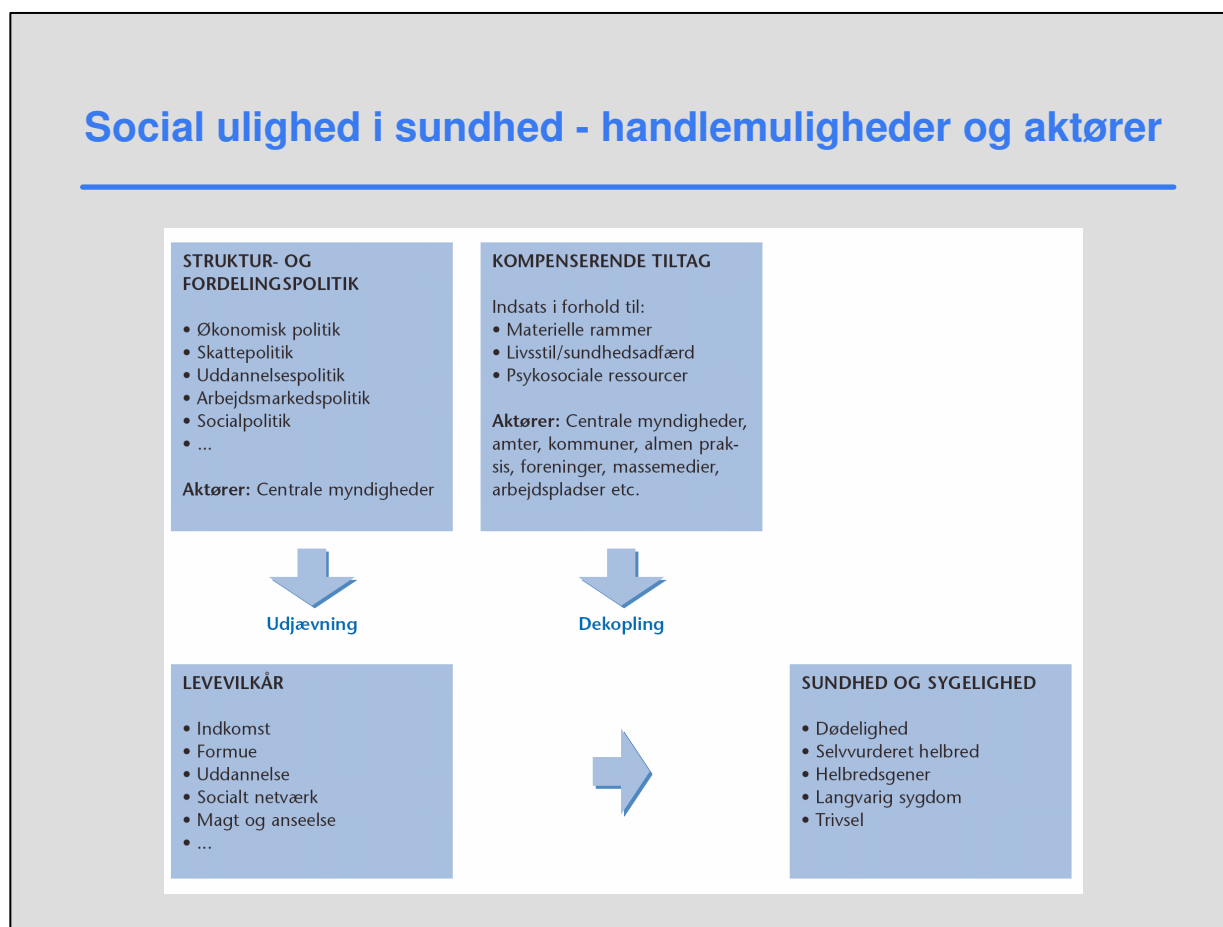 Social ulighed i sundhed - handlemuligheder og aktører
STRUKTUR- OG
FORDELINGSPOLITIK
• Økonomisk politik
• Skattepolitik
• Uddannelsespolitik
• Arbejdsmarkedspolitik
• Socialpolitik
• ...
Aktører: Centrale myndigheder
KOMPENSERENDE TILTAG
Indsats i forhold til:
• Materielle rammer
• Livsstil/sundhedsadfærd
• Psykosociale ressourcer
Aktører: Centrale myndigheder,
amter, kommuner, almen prak-
sis, foreninger, massemedier,
arbejdspladser etc.
Udjævning
Dekopling
LEVEVILKÅR
• Indkomst
• Formue
• Uddannelse
• Socialt netværk
• Magt og anseelse
• ...
SUNDHED OG SYGELIGHED
• Dødelighed
• Selvvurderet helbred
• Helbredsgener
• Langvarig sygdom
• Trivsel